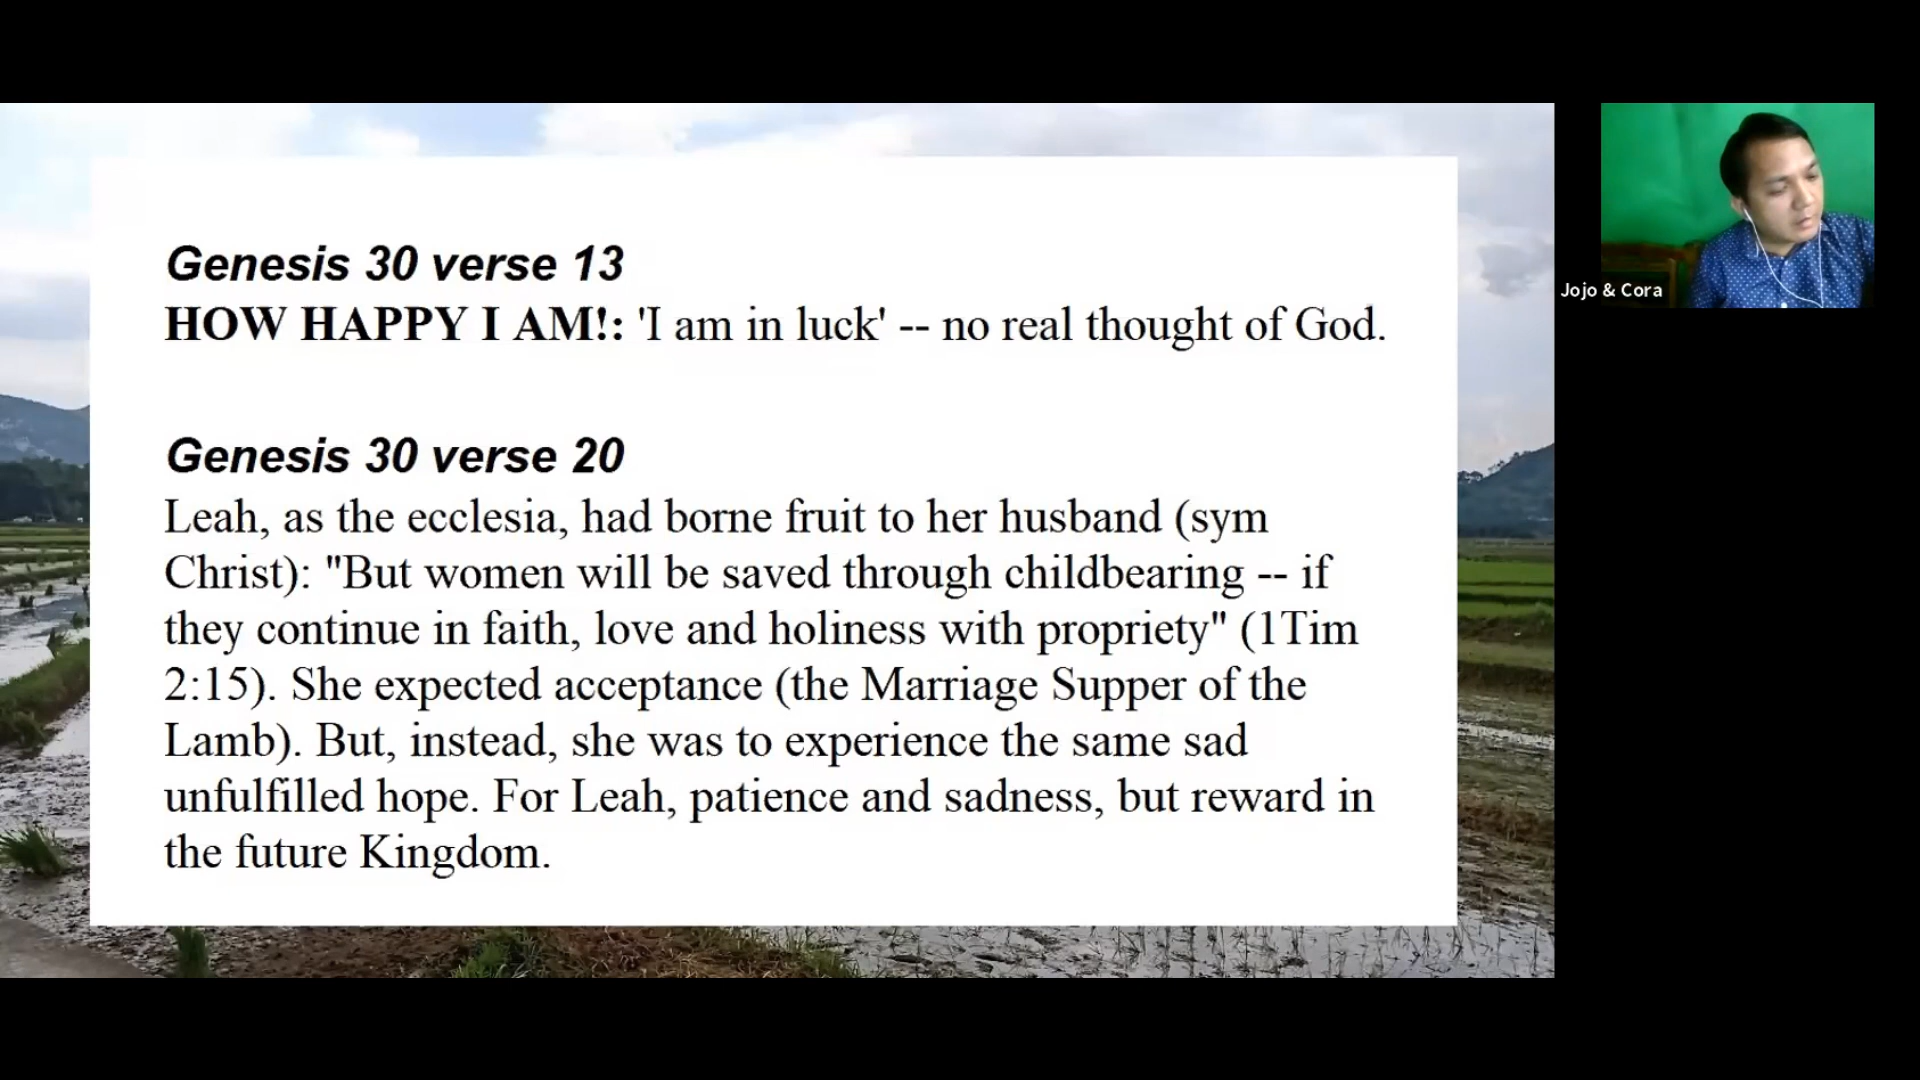 Genesis 30 verse 13
HOW HAPPY I AM!: 'I am in luck' -- no real thought of God.
Genesis 30 verse 20
Leah, as the ecclesia, had borne fruit to her husband (sym
Christ): "But women will be saved through childbearing -- if
they continue in faith, love and holiness with propriety" (1Tim
2:15). She expected acceptance (the Marriage Supper of the
Lamb). But, instead, she was to experience the same sad
unfulfilled hope. For Leah, patience and sadness, but reward in
the future Kingdom.
Jojo & Cora